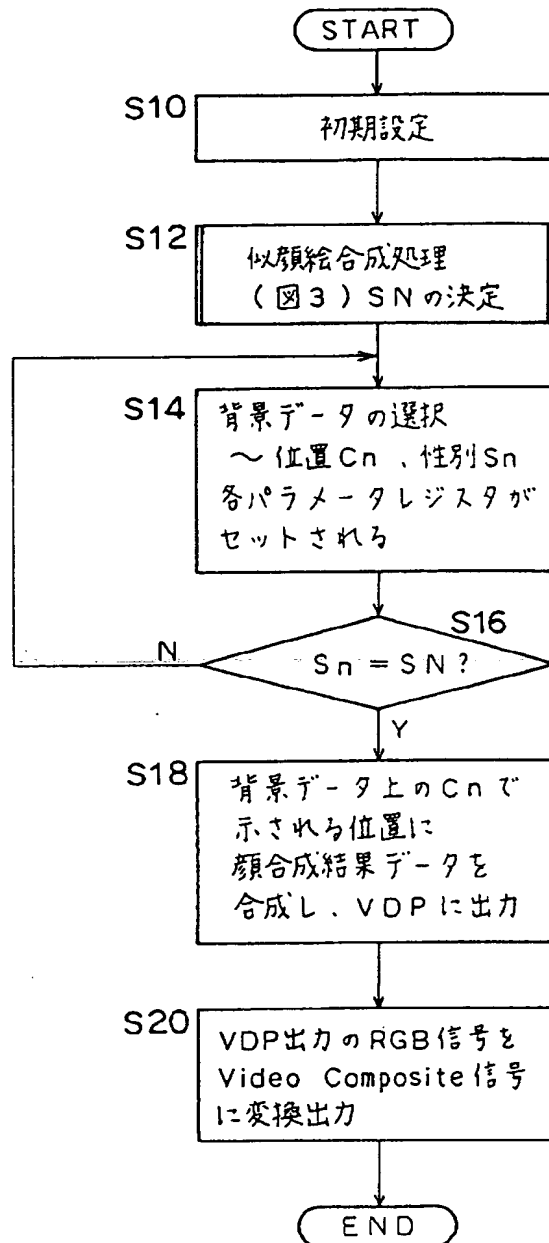 START
S10
初期設定
S12
似顔絵合成処理
(図3) SNの決定
S14
背景データの選択
～位置Cn、性別Sn
各パラメータレジスタが
セットされる
S16
N
Sn = SN?
Y
S18
背景データ上のCnで
示される位置に
顔合成結果データを
合成し、VDPに出力
S20
VDP出力のRGB信号を
Video Composite信号
に変換出力
END